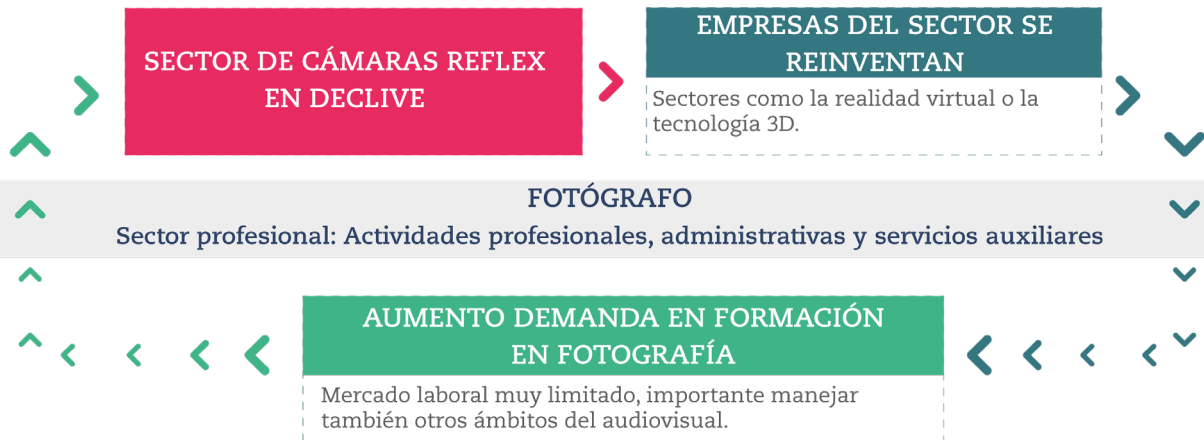 SECTOR DE CÁMARAS REFLEX
EN DECLIVE
EMPRESAS DEL SECTOR SE
REINVENTAN
Sectores como la realidad virtual o la
tecnología 3D.
FOTÓGRAFO
Sector profesional: Actividades profesionales, administrativas y servicios auxiliares
AUMENTO DEMANDA EN FORMACIÓN
EN FOTOGRAFÍA
Mercado laboral muy limitado, importante manejar
también otros ámbitos del audiovisual.